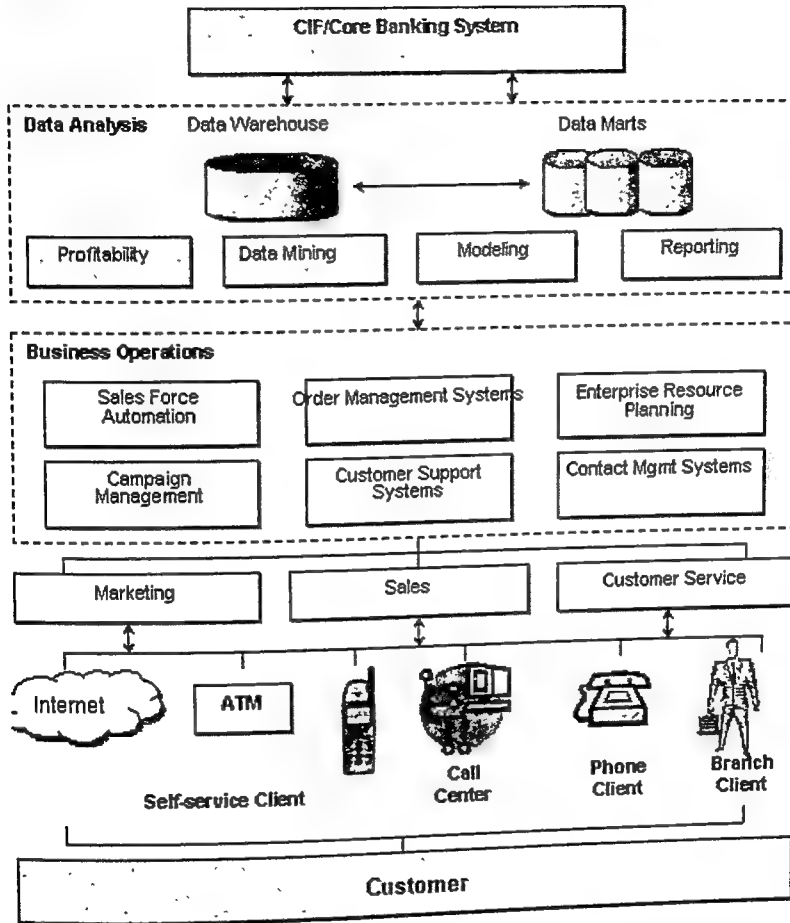 CIF/Core Banking System
Data Analysis
Data Warehouse
Data Marts
Profitability
Data Mining
Modeling
Reporting
Business Operations
Sales Force
Automation
Order Management Systems
Enterprise Resource
Planning
Campaign
Management
Customer Support
Systems
Contact Mgmt Systems
Marketing
Sales
Customer Service
Internet
ATM
Self-service Client
Call
Center
Phone
Client
Branch
Client
Customer